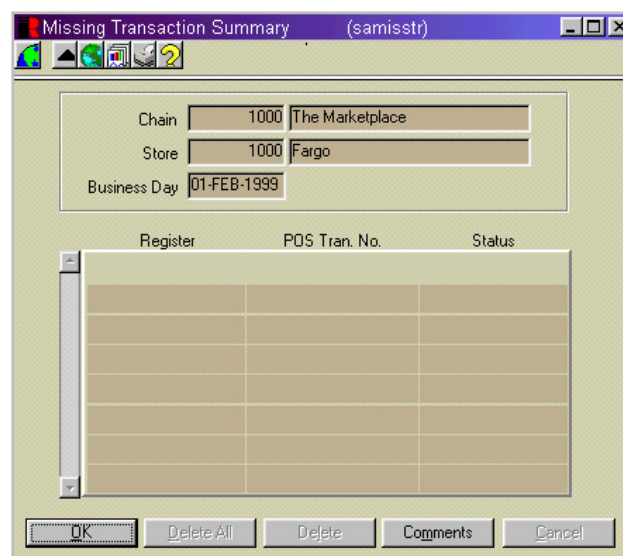 Missing Transaction Summary (samisstr)
Chain 1000 The Marketplace
Store 1000 Fargo
Business Day 01-FEB-1999
Register POS Tran. No. Status
OK Delete All Delete Comments Cancel